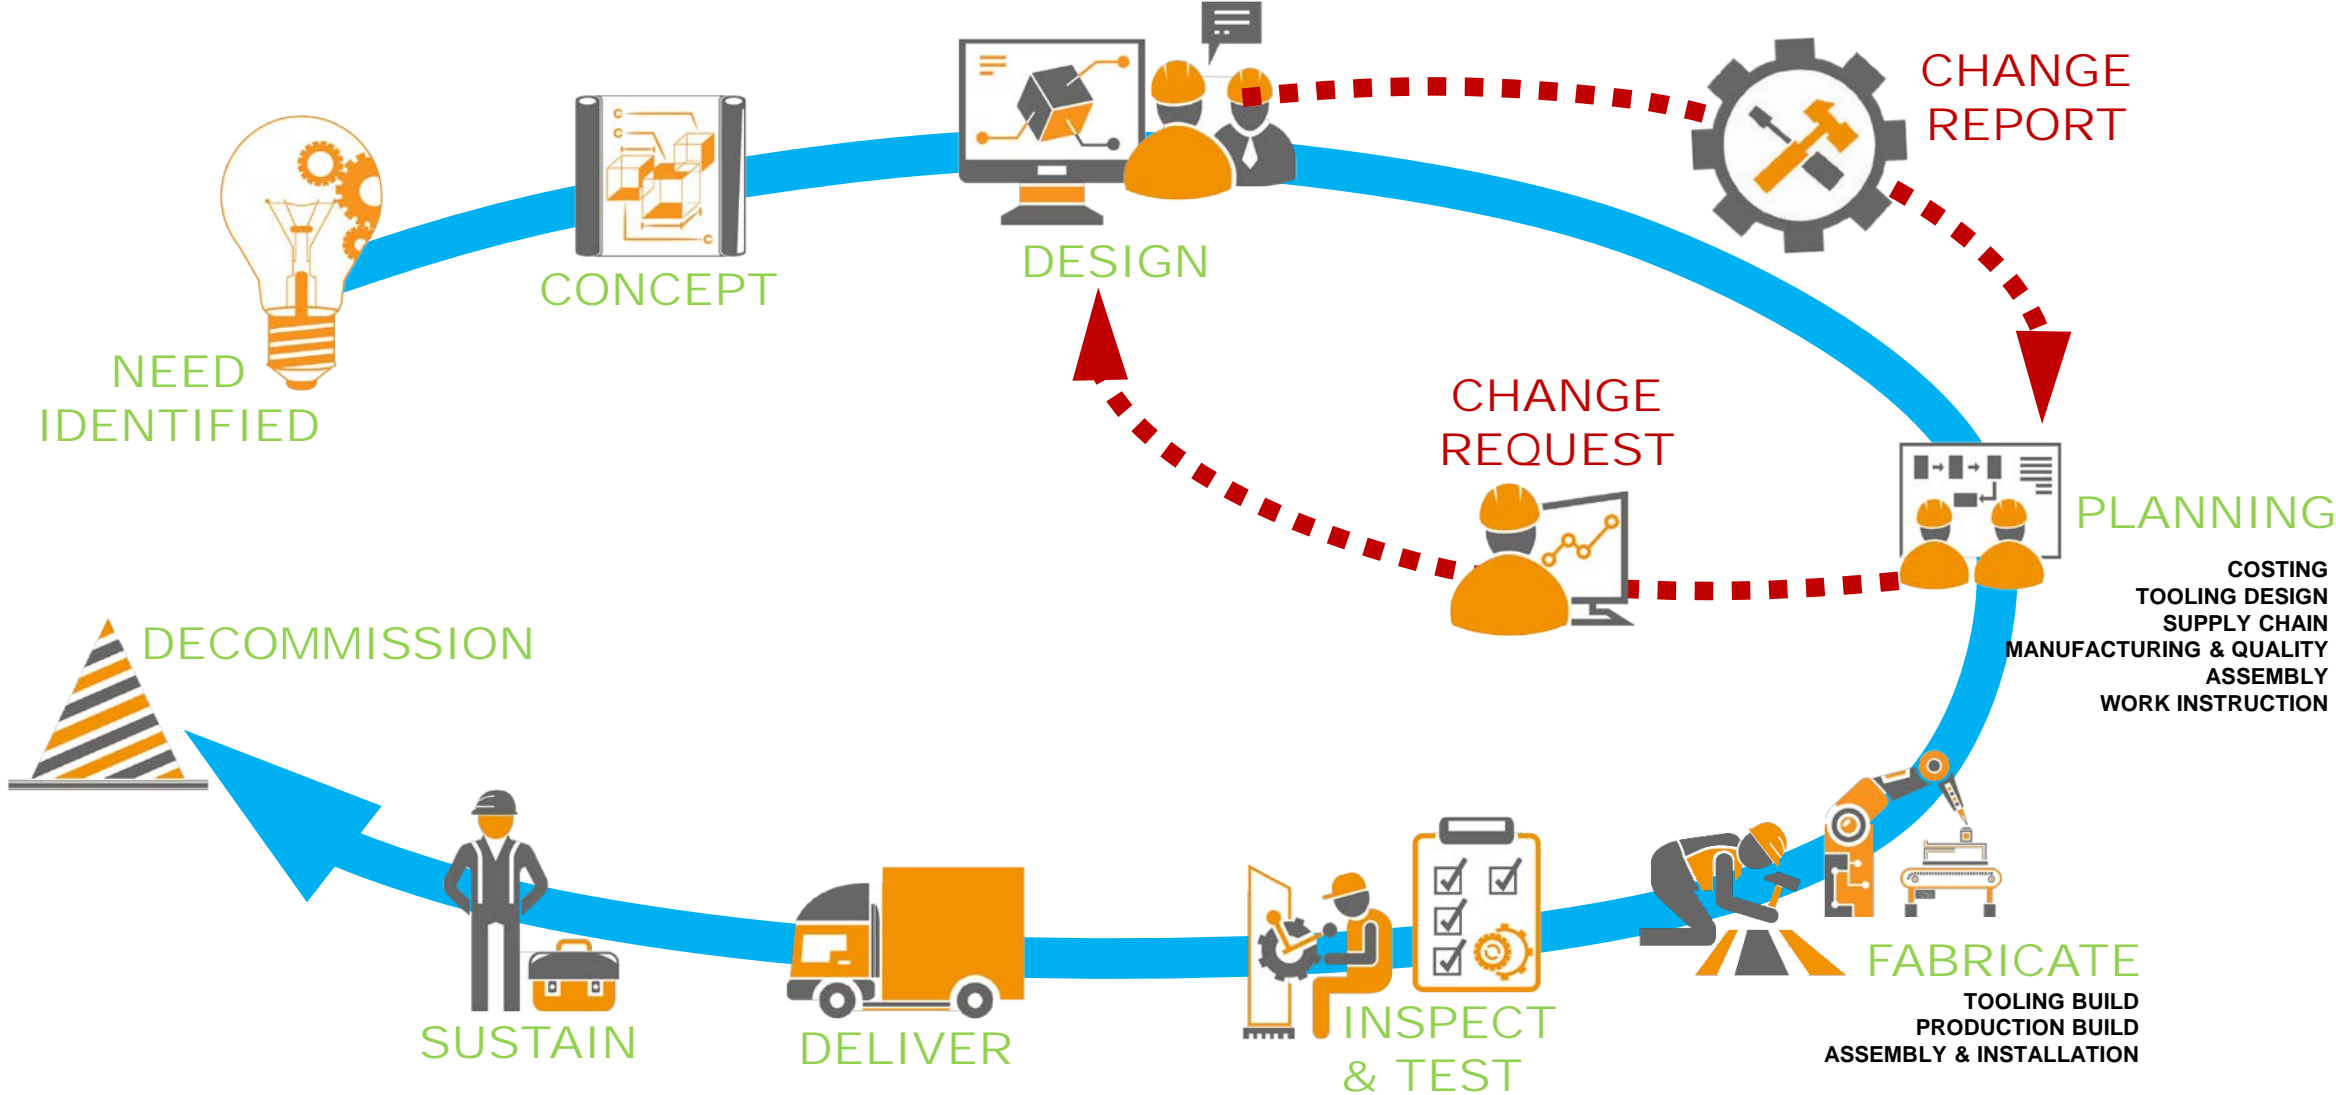 NEED
IDENTIFIED
CONCEPT
DESIGN
CHANGE
REPORT
CHANGE
REQUEST
PLANNING
COSTING
TOOLING DESIGN
SUPPLY CHAIN
MANUFACTURING & QUALITY
ASSEMBLY
WORK INSTRUCTION
FABRICATE
TOOLING BUILD
PRODUCTION BUILD
ASSEMBLY & INSTALLATION
INSPECT
& TEST
DELIVER
SUSTAIN
DECOMMISSION